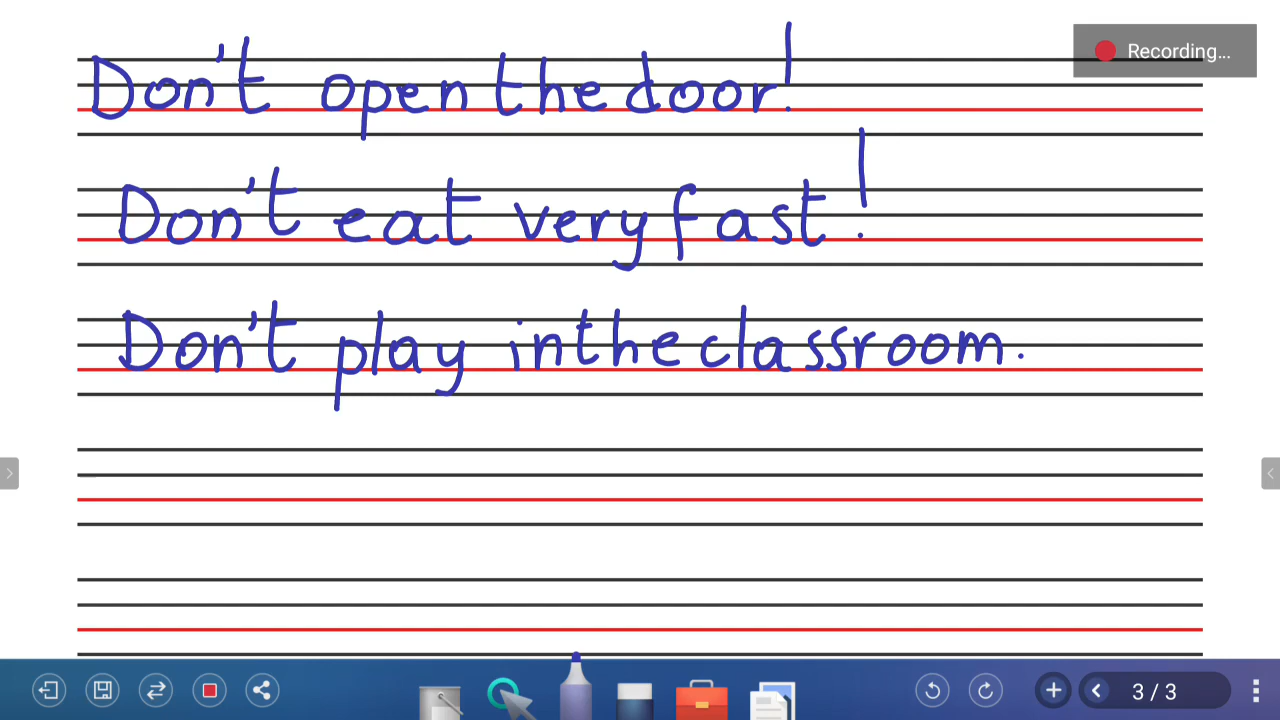 Don't open the door!
Recording...
Don't eat very fast!
Don't play in the classroom.
3 / 3